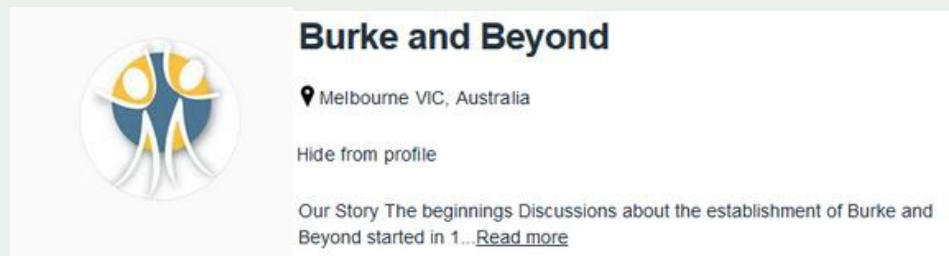 Burke and Beyond
Melbourne VIC, Australia
Hide from profile
Our Story The beginnings Discussions about the establishment of Burke and
Beyond started in 1...Read more